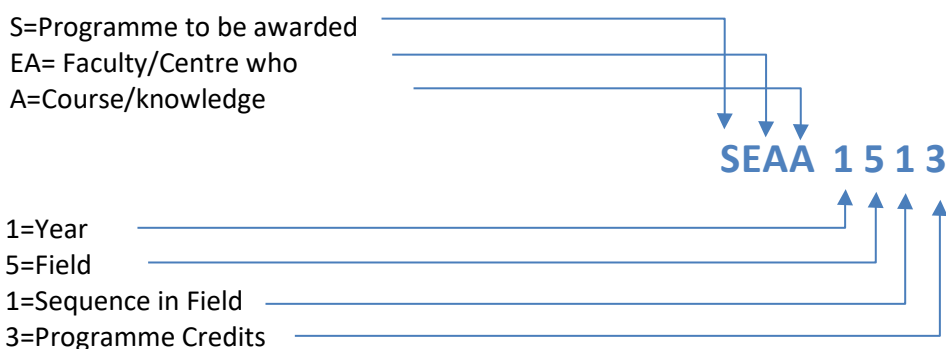 S=Programme to be awarded
EA= Faculty/Centre who
A=Course/knowledge
SEAA 1 5 1 3
1=Year
5=Field
1=Sequence in Field
3=Programme Credits